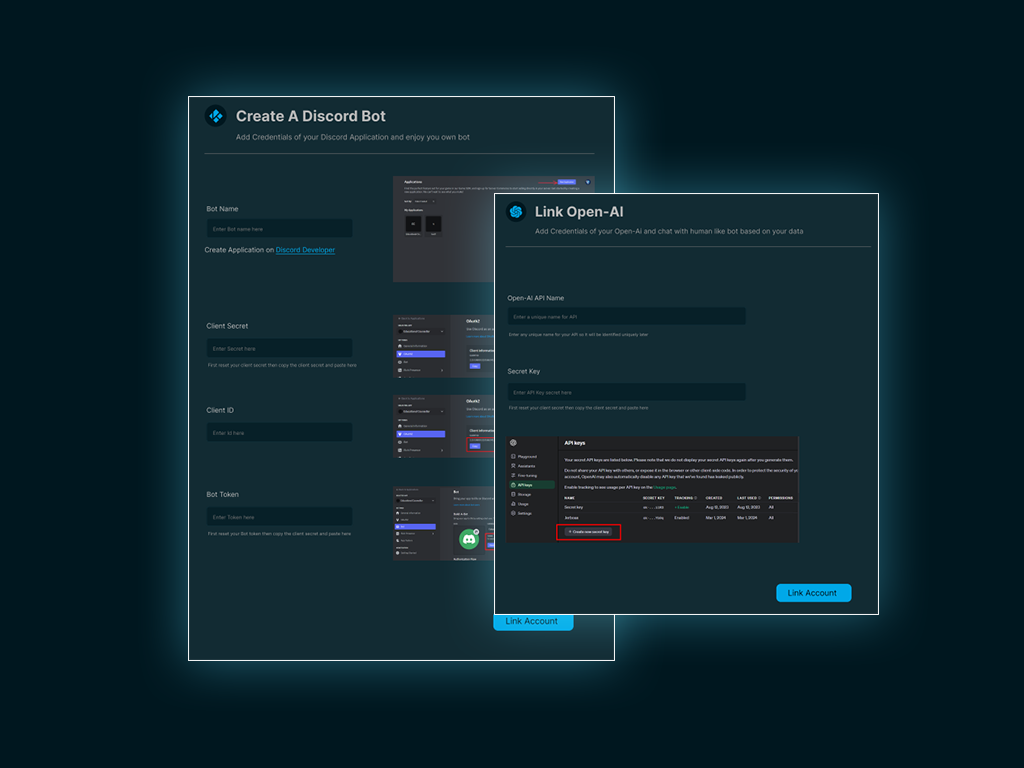 Create A Discord Bot
Add Credentials of your Discord Application and enjoy you own bot
Bot Name
Enter Bot name here
Create Application on Discord Developer
Client Secret
Enter Secret here
First reset your client secret then copy the client secret and paste here
Client ID
Enter Id here
Bot Token
Enter Token here
First reset your Bot token then copy the client secret and paste here
Applications
My Applications
OAuth2
Client Information
OAuth2
Client Information
Bot
Link Account
Link Open-AI
Add Credentials of your Open-Ai and chat with human like bot based on your data
Open-AI API Name
Enter a unique name for API
Enter any unique name for your API so it will be identified uniquely later
Secret Key
Enter API Key secret here
First reset your client secret then copy the client secret and paste here
Playground
Assistants
Fine-tuning
API keys
Storage
Usage
Settings
API keys
Your secret API keys are listed below. Please note that we do not display your secret API keys again after you generate them.
Do not share your API key with others, or expose it in the browser or other client-side code. In order to protect the security of yo
account, OpenAI may also automatically disable any API key that we've found has leaked publicly.
Enable tracking to see usage per API key on the Usage page.
NAME SECRET KEY TRACKING CREATED LAST USED PERMISSIONS
Secret key + Enable Aug 12, 2023 Aug 12, 2023 All
Enabled Mar 1, 2024 Mar 1, 2024 All
+ Create new secret key
Link Account